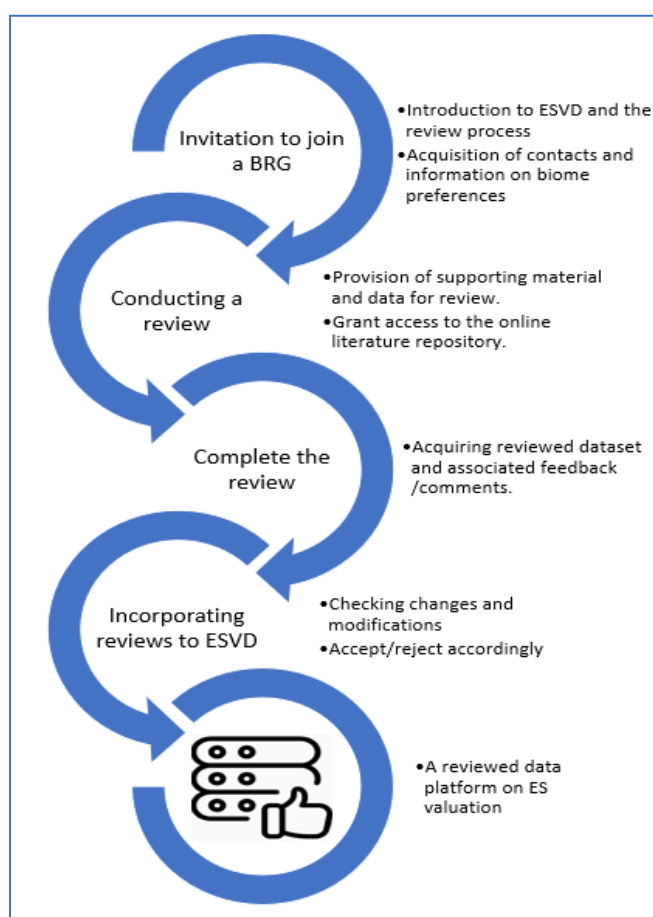 Invitation to join
a BRG
•Introduction to ESVD and the
review process
•Acquisition of contacts and
information on biome
preferences
Conducting a
review
•Provision of supporting material
and data for review.
•Grant access to the online
literature repository.
Complete the
review
•Acquiring reviewed dataset
and associated feedback
/comments.
Incorporating
reviews to ESVD
•Checking changes and
modifications
•Accept/reject accordingly
•A reviewed data
platform on ES
valuation